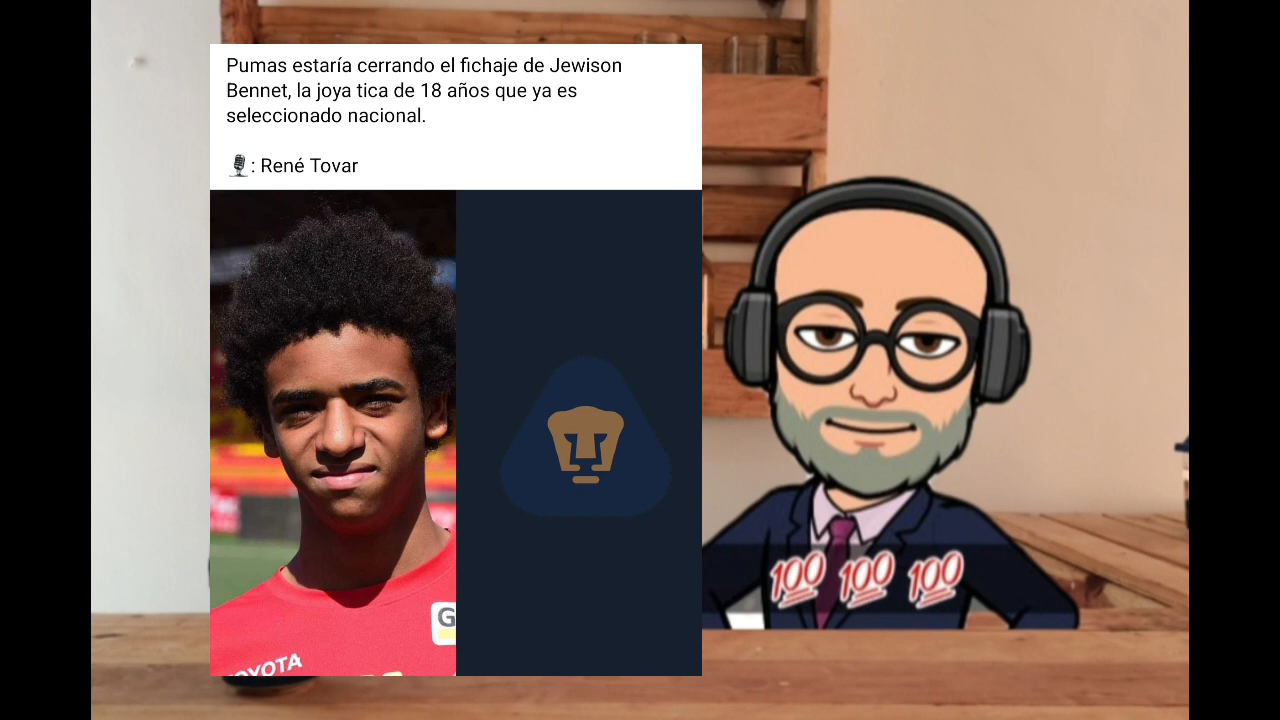 Pumas estaría cerrando el fichaje de Jewison
Bennet, la joya tica de 18 años que ya es
seleccionado nacional.
🎙️: René Tovar
G
TOYOTA
💯 💯 💯